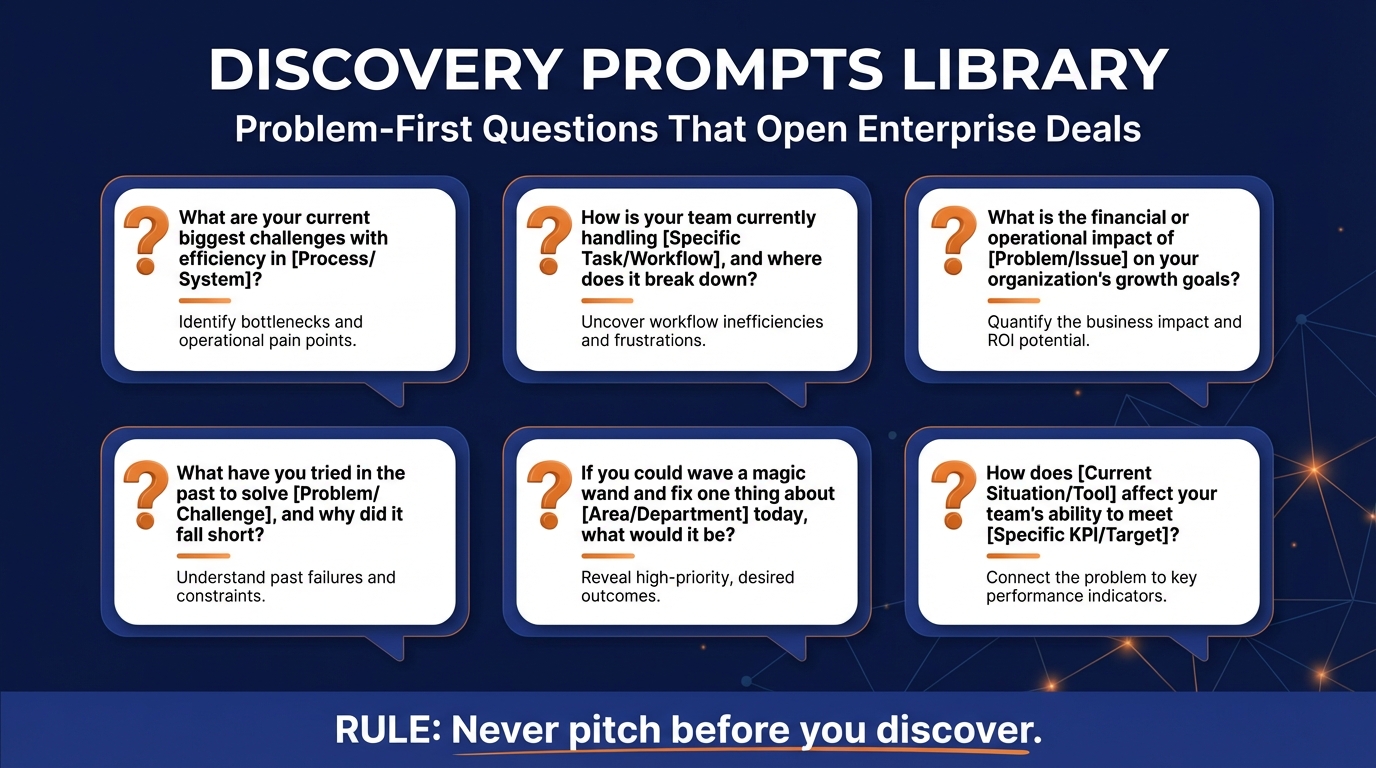 DISCOVERY PROMPTS LIBRARY
Problem-First Questions That Open Enterprise Deals
?
What are your current
biggest challenges with
efficiency in [Process/
System]?
Identify bottlenecks and
operational pain points.
?
How is your team currently
handling [Specific
Task/Workflow], and where
does it break down?
Uncover workflow inefficiencies
and frustrations.
?
What is the financial or
operational impact of
[Problem/Issue] on your
organization's growth goals?
Quantify the business impact and
ROI potential.
?
What have you tried in the
past to solve [Problem/
Challenge], and why did it
fall short?
Understand past failures and
constraints.
?
If you could wave a magic
wand and fix one thing about
[Area/Department] today,
what would it be?
Reveal high-priority, desired
outcomes.
?
How does [Current
Situation/Tool] affect your
team's ability to meet
[Specific KPI/Target]?
Connect the problem to key
performance indicators.
RULE: Never pitch before you discover.